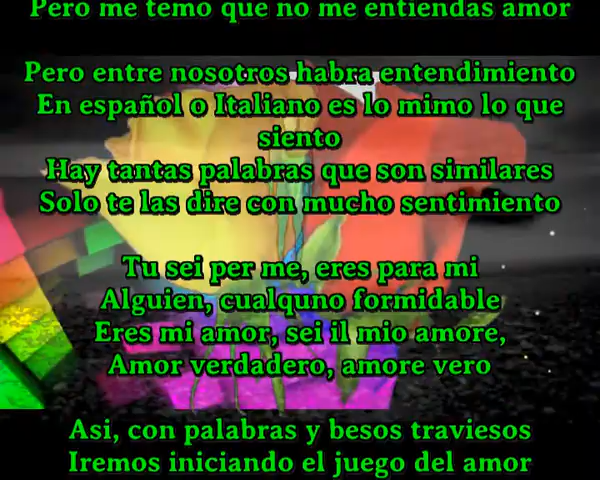 Pero me temo que no me entiendas amor
Pero entre nosotros habra entendimiento
En español o Italiano es lo mimo lo que
siento
Hay tantas palabras que son similares
Solo te las dire con mucho sentimiento
Tu sei per me, eres para mi
Alguien, cualquno formidable
Eres mi amor, sei il mio amore,
Amor verdadero, amore vero
Asi, con palabras y besos traviesos
Iremos iniciando el juego del amor